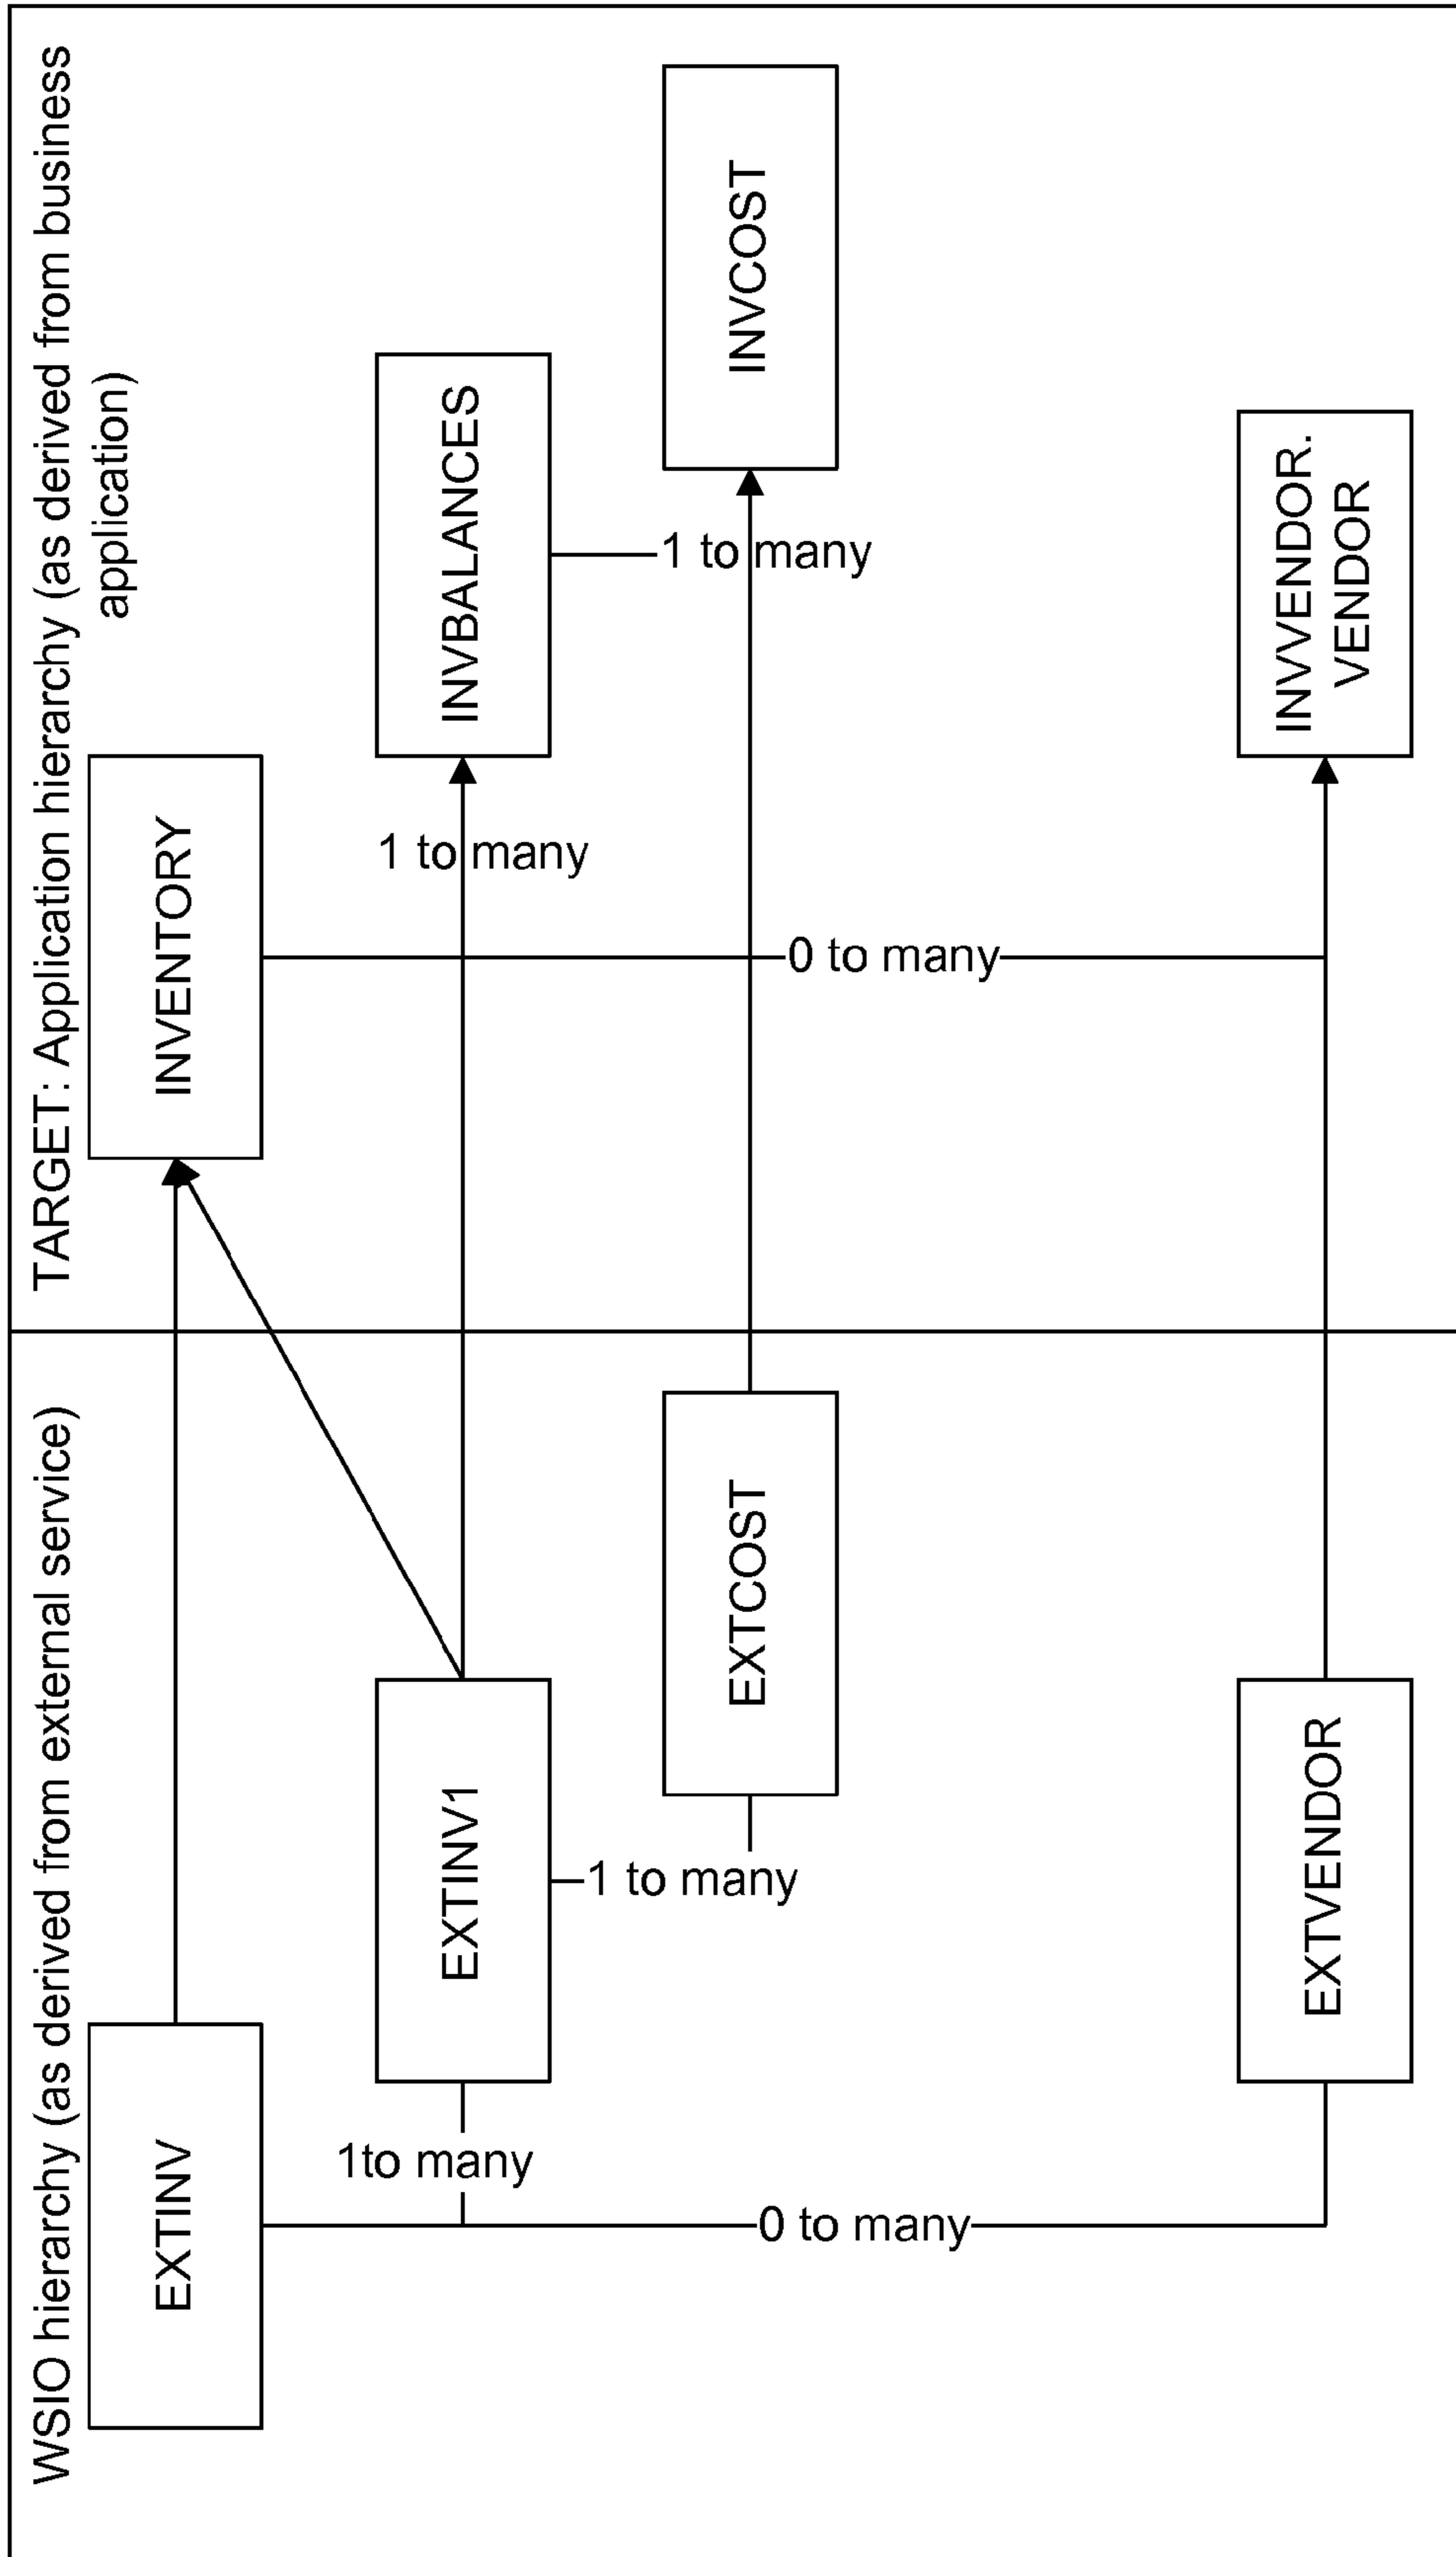 WSIO hierarchy (as derived from external service)
TARGET: Application hierarchy (as derived from business
application)
EXTINV
INVENTORY
1to many
EXTINV1
1 to many
INVBALANCES
1 to many
EXTCOST
1 to many
INVCOST
0 to many
0 to many
EXTVENDOR
INVVENDOR.
VENDOR